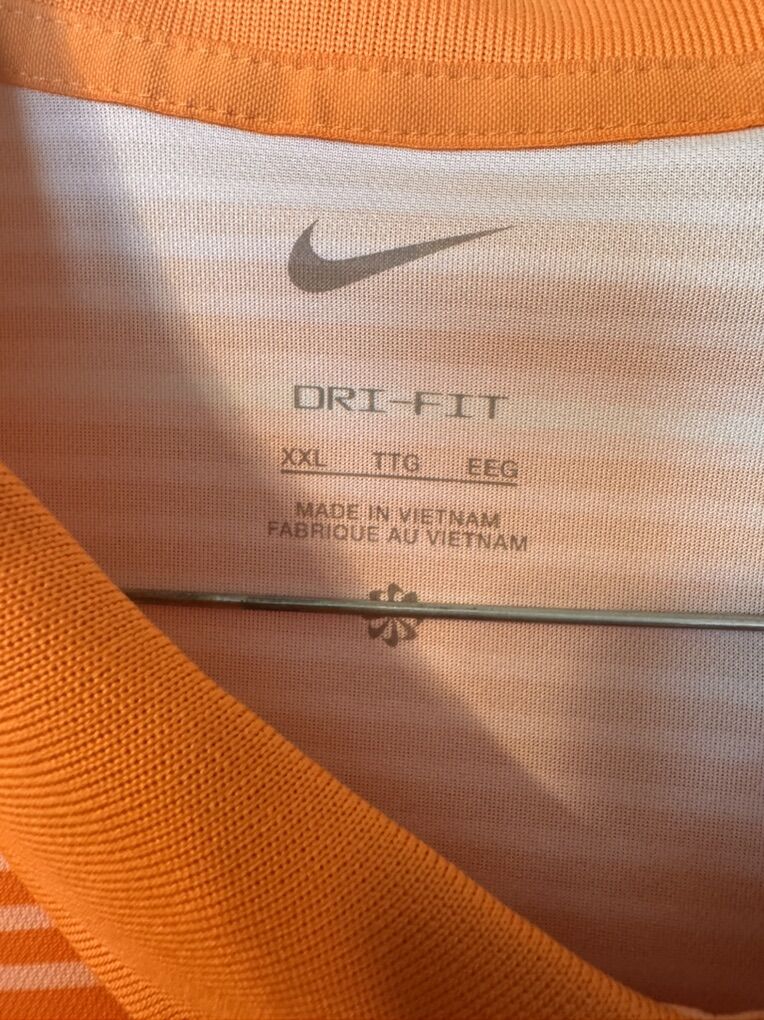 DRI-FIT
XXL TTG EEG
MADE IN VIETNAM
FABRIQUE AU VIETNAM